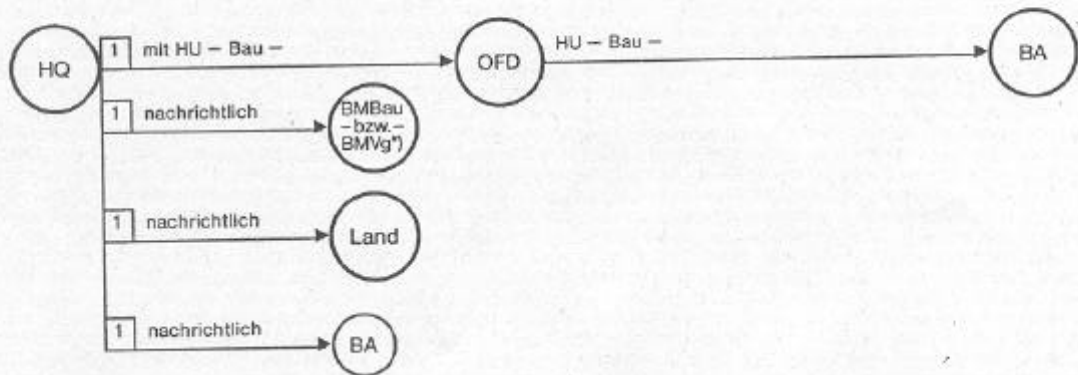 HQ
1 mit HU – Bau –
OFD
HU – Bau –
BA
1 nachrichtlich
BMBau
–bzw.–
BMVg*)
1 nachrichtlich
Land
1 nachrichtlich
BA